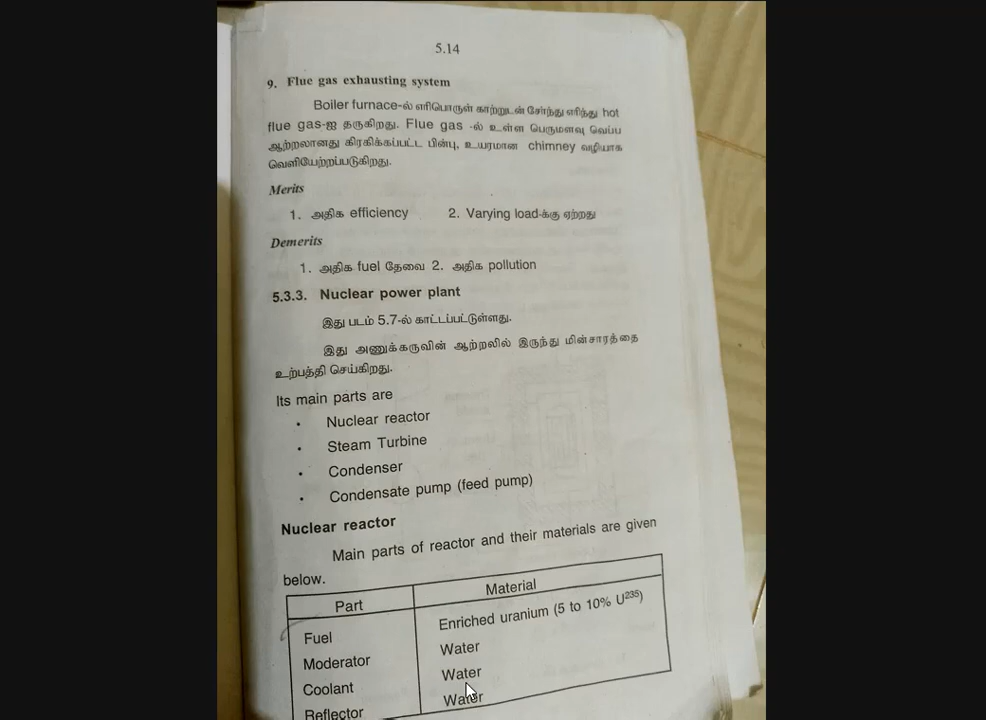 5.14
9. Flue gas exhausting system
Boiler furnace-ல் எரிபொருள் காற்றுடன் சேர்ந்து எரிந்து hot
flue gas-ஐ தருகிறது. Flue gas -ல் உள்ள பெருமளவு வெப்ப
ஆற்றலானது கிரகிக்கப்பட்ட பின்பு, உயரமான chimney வழியாக
வெளியேற்றப்படுகிறது.
Merits
1. அதிக efficiency 2. Varying load-க்கு ஏற்றது
Demerits
1. அதிக fuel தேவை 2. அதிக pollution
5.3.3. Nuclear power plant
இது படம் 5.7-ல் காட்டப்பட்டுள்ளது.
இது அணுக்கருவின் ஆற்றலில் இருந்து மின்சாரத்தை
உற்பத்தி செய்கிறது.
Its main parts are
• Nuclear reactor
• Steam Turbine
• Condenser
• Condensate pump (feed pump)
Nuclear reactor
Main parts of reactor and their materials are given
below.
Part Material
Fuel Enriched uranium (5 to 10% U²³⁵)
Moderator Water
Coolant Water
Reflector Water